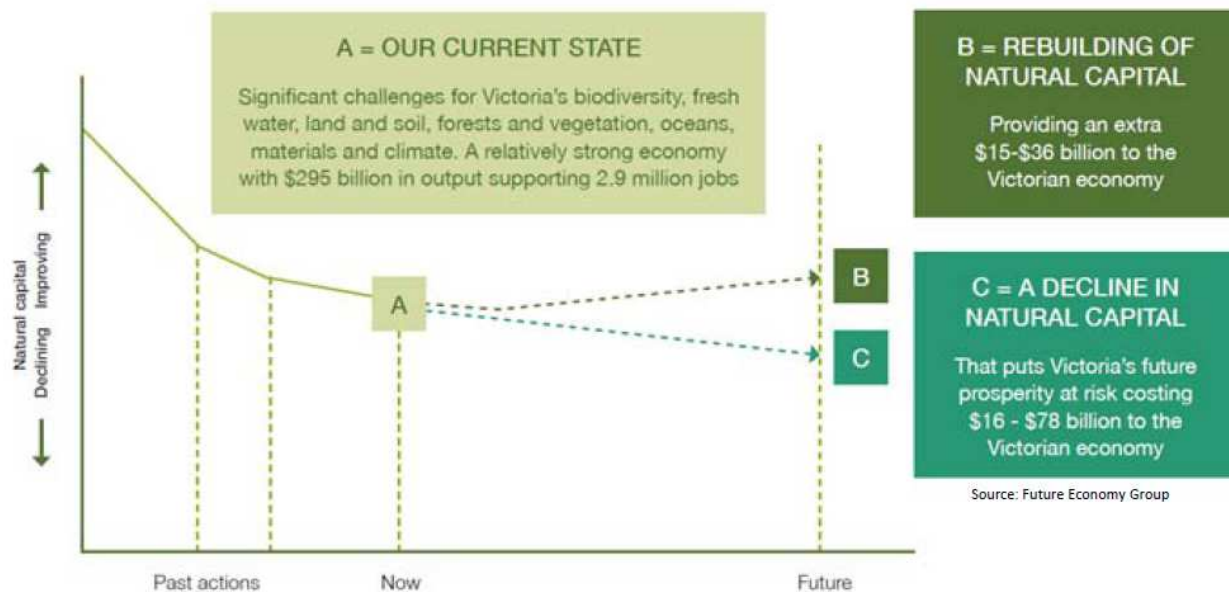 A = OUR CURRENT STATE
Significant challenges for Victoria's biodiversity, fresh
water, land and soil, forests and vegetation, oceans,
materials and climate. A relatively strong economy
with $295 billion in output supporting 2.9 million jobs
B = REBUILDING OF
NATURAL CAPITAL
Providing an extra
$15-$36 billion to the
Victorian economy
Natural capital
Declining Improving
A
B
C
C = A DECLINE IN
NATURAL CAPITAL
That puts Victoria's future
prosperity at risk costing
$16 - $78 billion to the
Victorian economy
Source: Future Economy Group
Past actions
Now
Future